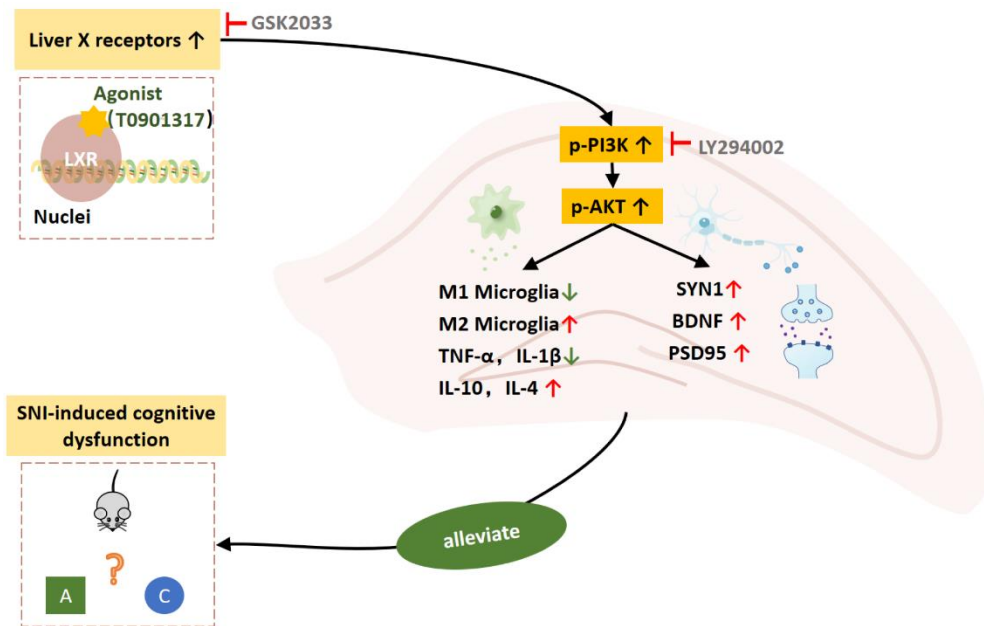 GSK2033
Liver X receptors ↑
Agonist
(T0901317)
LXR
Nuclei
p-PI3K ↑
LY294002
p-AKT ↑
M1 Microglia↓
M2 Microglia↑
TNF-α, IL-1β↓
IL-10, IL-4 ↑
SYN1↑
BDNF ↑
PSD95 ↑
SNI-induced cognitive
dysfunction
alleviate
?
A
C